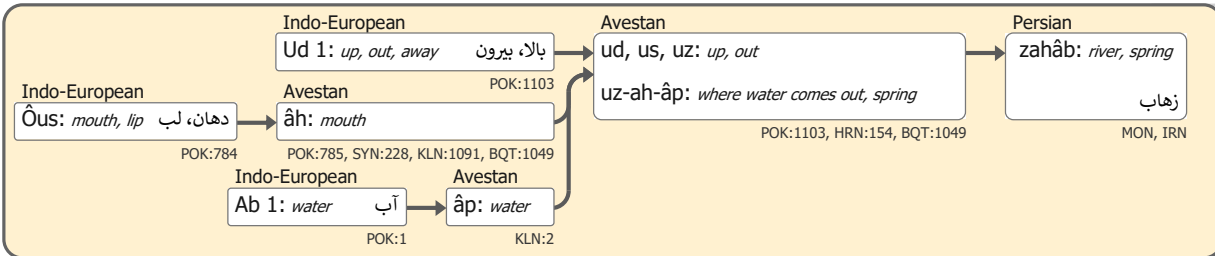 Indo-European
Ud 1: up, out, away بالا، بیرون
POK:1103
Indo-European
Ôus: mouth, lip دهان، لب
POK:784
Avestan
âh: mouth
POK:785, SYN:228, KLN:1091, BQT:1049
Indo-European
Ab 1: water آب
POK:1
Avestan
âp: water
KLN:2
Avestan
ud, us, uz: up, out
uz-ah-âp: where water comes out, spring
POK:1103, HRN:154, BQT:1049
Persian
zahâb: river, spring
زهاب
MON, IRN